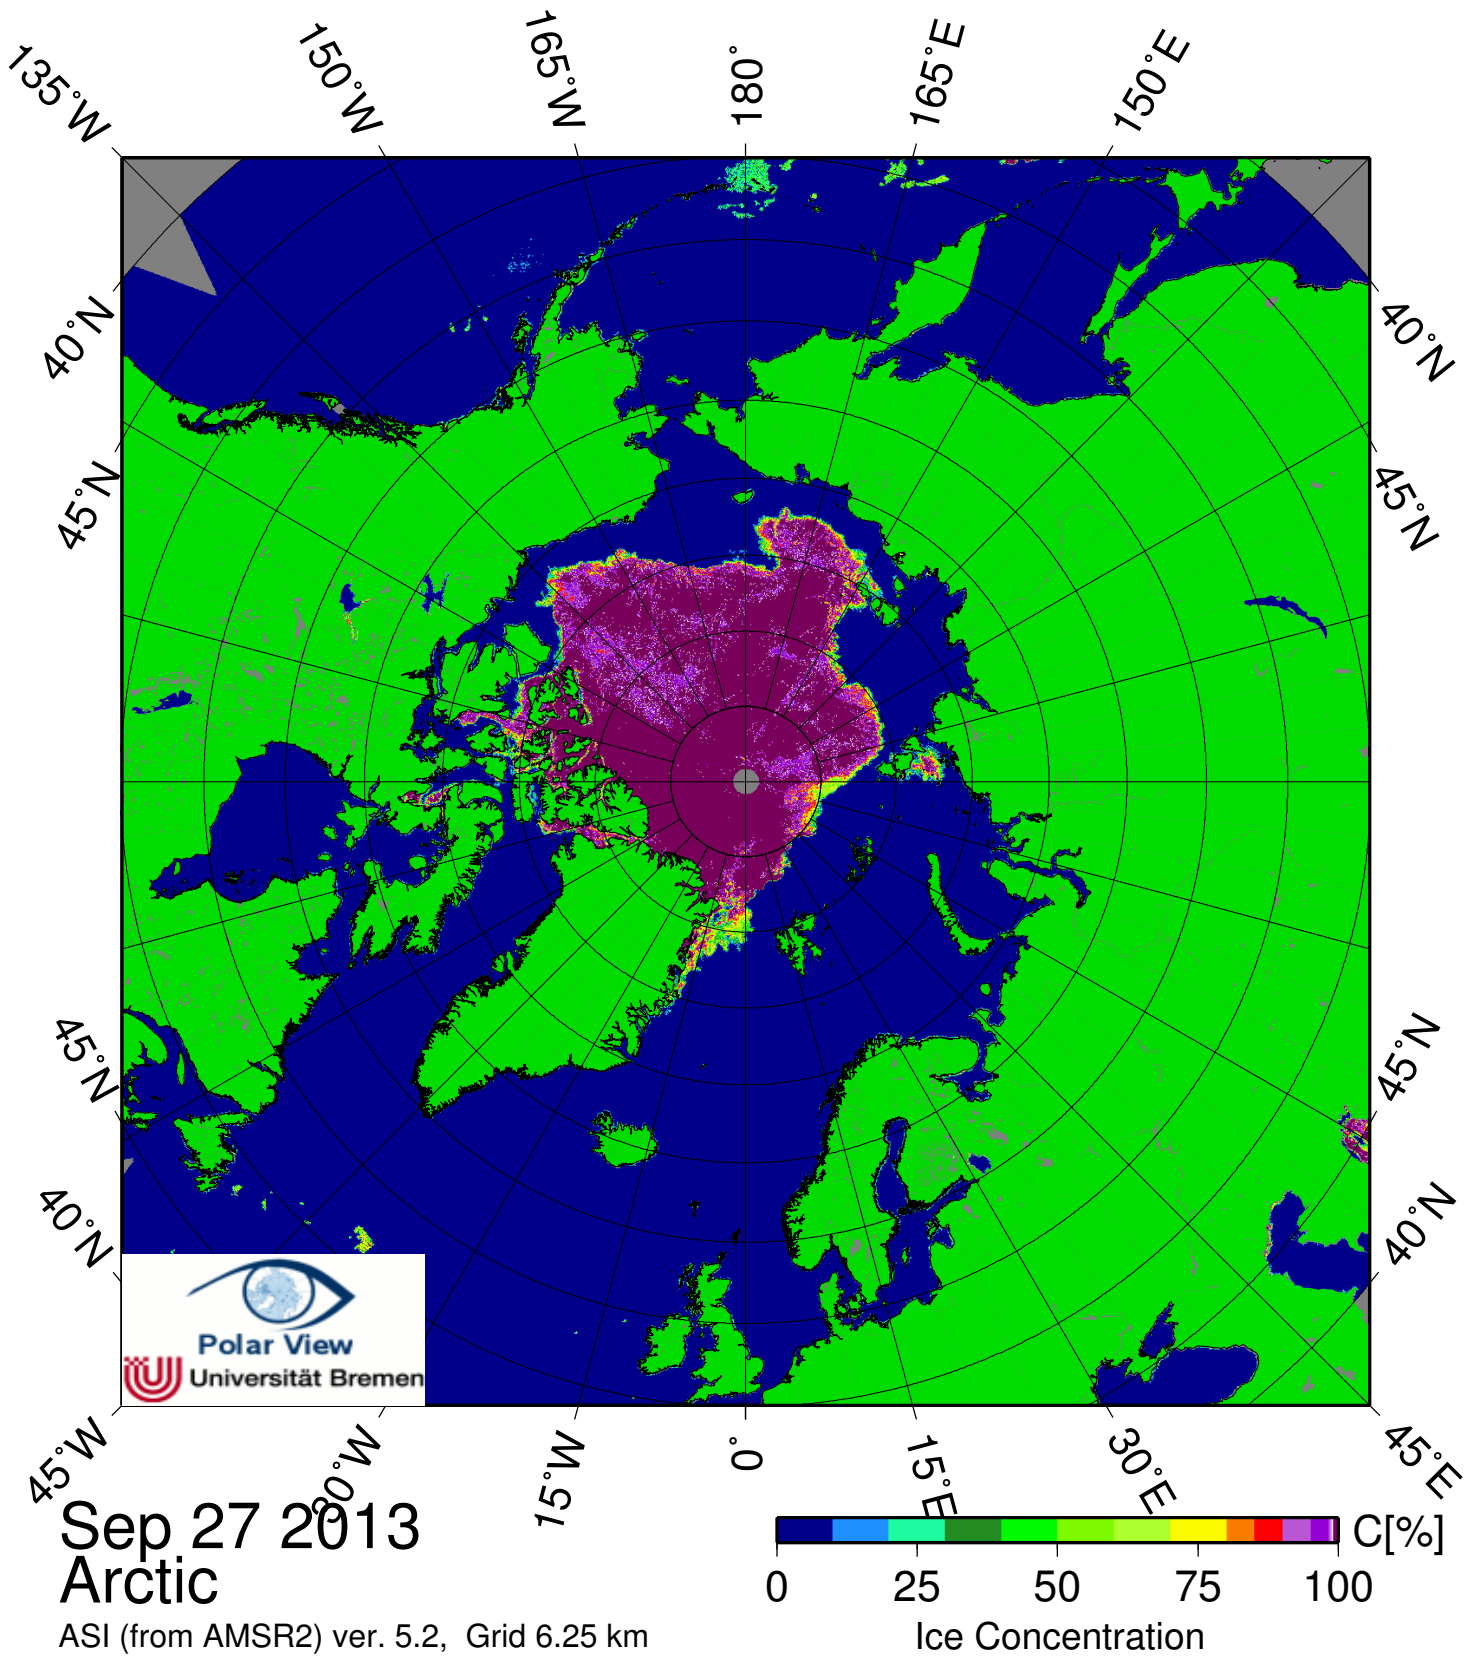 135°W
150°W
165°W
180°
165°E
150°E
40°N
40°N
45°N
45°N
45°N
45°N
40°N
40°N
Polar View
Universität Bremen
45°W
30°W
15°W
0°
15°E
30°E
45°E
Sep 27 2013
Arctic
ASI (from AMSR2) ver. 5.2, Grid 6.25 km
C[%]
0 25 50 75 100
Ice Concentration